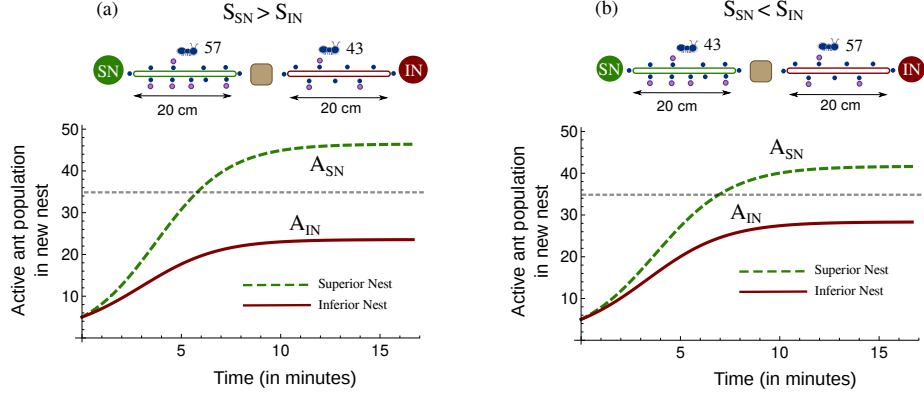 (a)
S_SN > S_IN
57
43
SN
IN
20 cm
20 cm
50
40
30
20
10
A_SN
A_IN
Superior Nest
Inferior Nest
5
10
15
Active ant population
in new nest
Time (in minutes)
(b)
S_SN < S_IN
43
57
SN
IN
20 cm
20 cm
50
40
30
20
10
A_SN
A_IN
Superior Nest
Inferior Nest
5
10
15
Active ant population
in new nest
Time (in minutes)